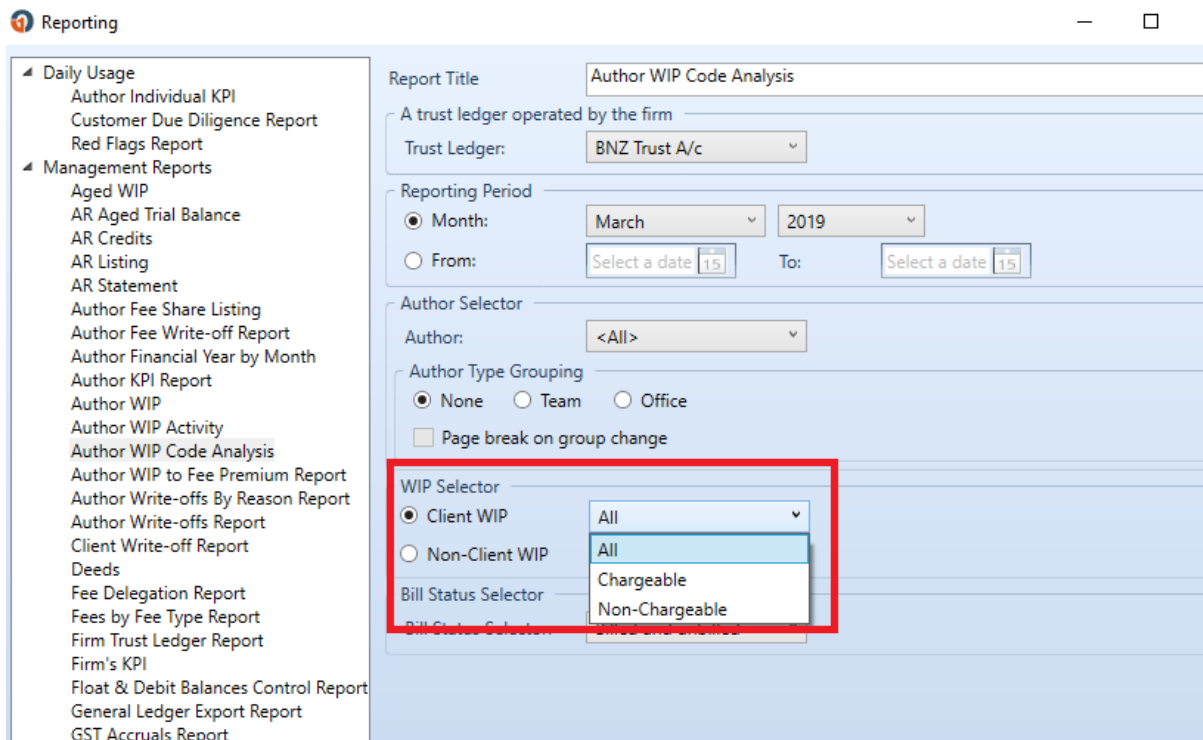 Reporting
Daily Usage
Author Individual KPI
Customer Due Diligence Report
Red Flags Report
Management Reports
Aged WIP
AR Aged Trial Balance
AR Credits
AR Listing
AR Statement
Author Fee Share Listing
Author Fee Write-off Report
Author Financial Year by Month
Author KPI Report
Author WIP
Author WIP Activity
Author WIP Code Analysis
Author WIP to Fee Premium Report
Author Write-offs By Reason Report
Author Write-offs Report
Client Write-off Report
Deeds
Fee Delegation Report
Fees by Fee Type Report
Firm Trust Ledger Report
Firm's KPI
Float & Debit Balances Control Report
General Ledger Export Report
GST Accruals Report
Report Title Author WIP Code Analysis
A trust ledger operated by the firm
Trust Ledger: BNZ Trust A/c
Reporting Period
Month: March 2019
From: Select a date 15 To: Select a date 15
Author Selector
Author: <All>
Author Type Grouping
None Team Office
Page break on group change
WIP Selector
Client WIP All
Non-Client WIP All
Chargeable
Bill Status Selector Non-Chargeable
Bill Status Selector: Billed and unbilled